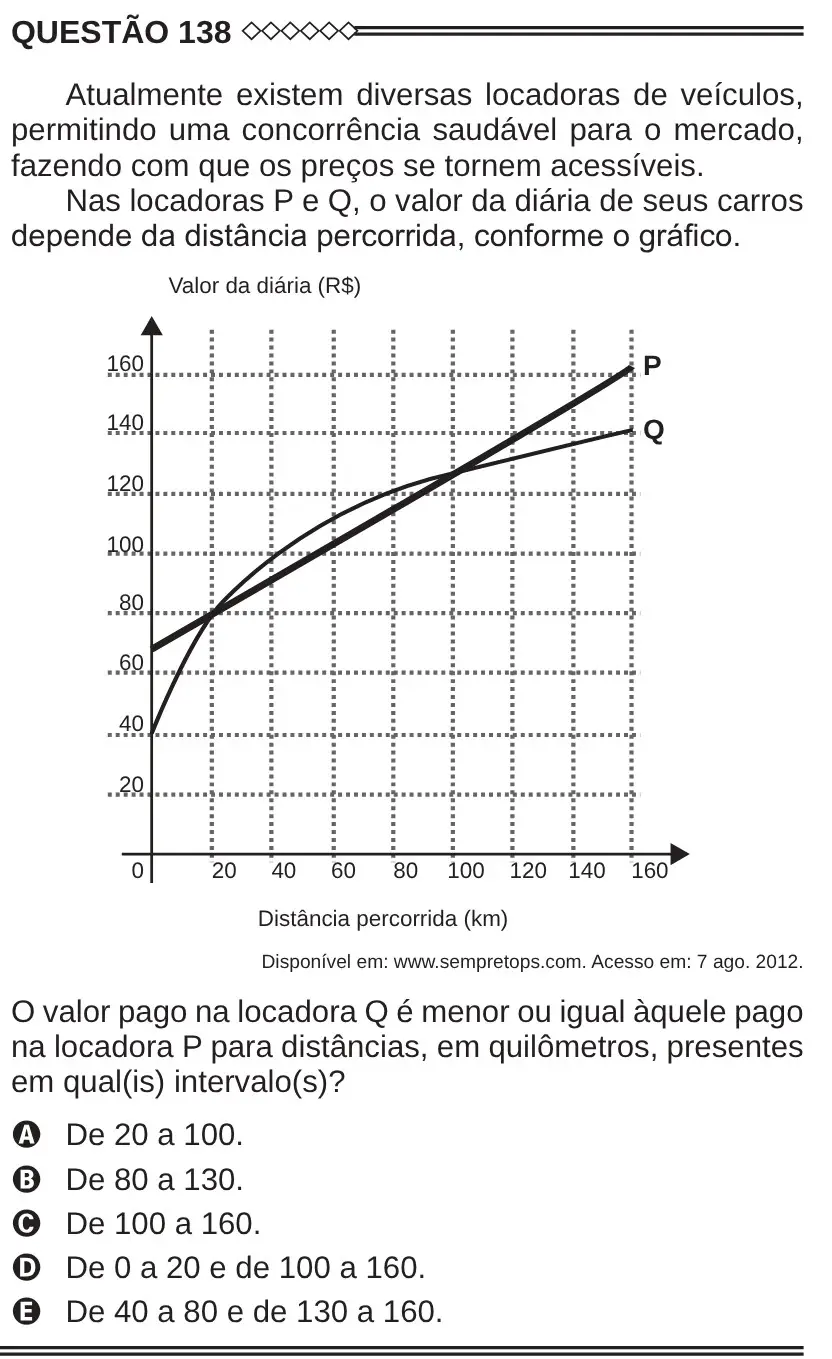 QUESTÃO 138
Atualmente existem diversas locadoras de veículos,
permitindo uma concorrência saudável para o mercado,
fazendo com que os preços se tornem acessíveis.
Nas locadoras P e Q, o valor da diária de seus carros
depende da distância percorrida, conforme o gráfico.
Valor da diária (R$)
160
P
140
Q
120
100
80
60
40
20
0 20 40 60 80 100 120 140 160
Distância percorrida (km)
Disponível em: www.sempretops.com. Acesso em: 7 ago. 2012.
O valor pago na locadora Q é menor ou igual àquele pago
na locadora P para distâncias, em quilômetros, presentes
em qual(is) intervalo(s)?
A De 20 a 100.
B De 80 a 130.
C De 100 a 160.
D De 0 a 20 e de 100 a 160.
E De 40 a 80 e de 130 a 160.